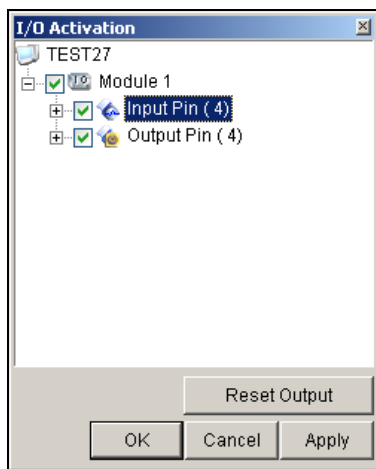 I/O Activation
TEST27
Module 1
Input Pin ( 4)
Output Pin ( 4)
Reset Output
OK Cancel Apply